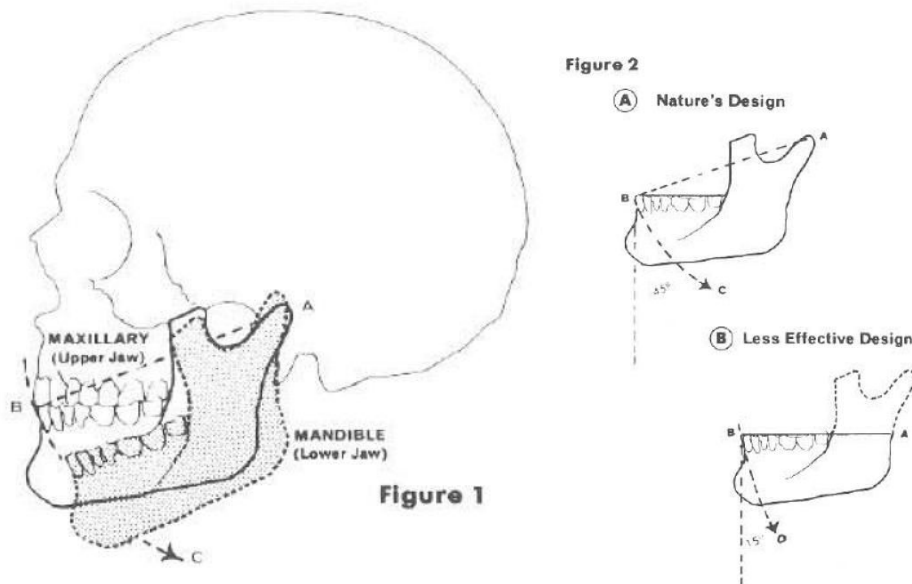 Figure 2
A Nature's Design
A
B
C
MAXILLARY
(Upper Jaw)
A
B
MANDIBLE
(Lower Jaw)
C
Figure 1
B Less Effective Design
B
A
D